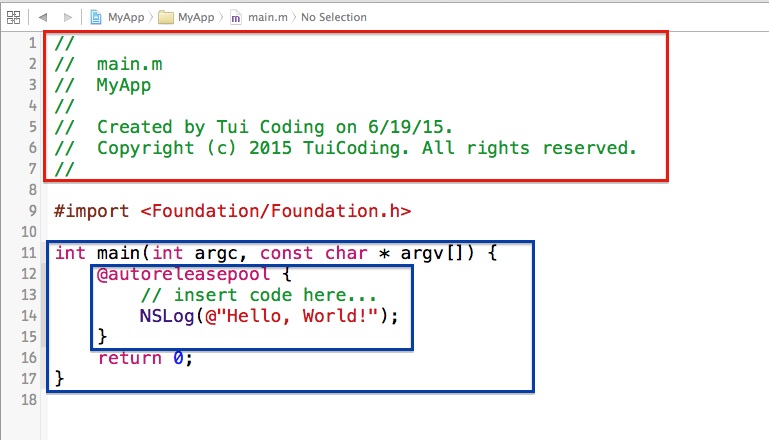 MyApp MyApp main.m No Selection
1 //
2 //  main.m
3 //  MyApp
4 //
5 //  Created by Tui Coding on 6/19/15.
6 //  Copyright (c) 2015 TuiCoding. All rights reserved.
7 //
8
9 #import <Foundation/Foundation.h>
10
11 int main(int argc, const char * argv[]) {
12     @autoreleasepool {
13         // insert code here...
14         NSLog(@"Hello, World!");
15     }
16     return 0;
17 }
18